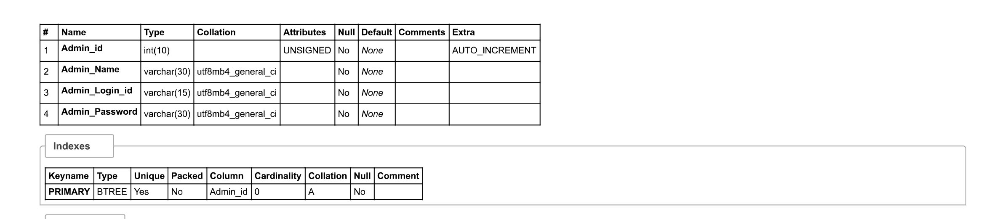 # Name Type Collation Attributes Null Default Comments Extra
1 Admin_id int(10) UNSIGNED No None AUTO_INCREMENT
2 Admin_Name varchar(30) utf8mb4_general_ci No None
3 Admin_Login_id varchar(15) utf8mb4_general_ci No None
4 Admin_Password varchar(30) utf8mb4_general_ci No None
Indexes
Keyname Type Unique Packed Column Cardinality Collation Null Comment
PRIMARY BTREE Yes No Admin_id 0 A No